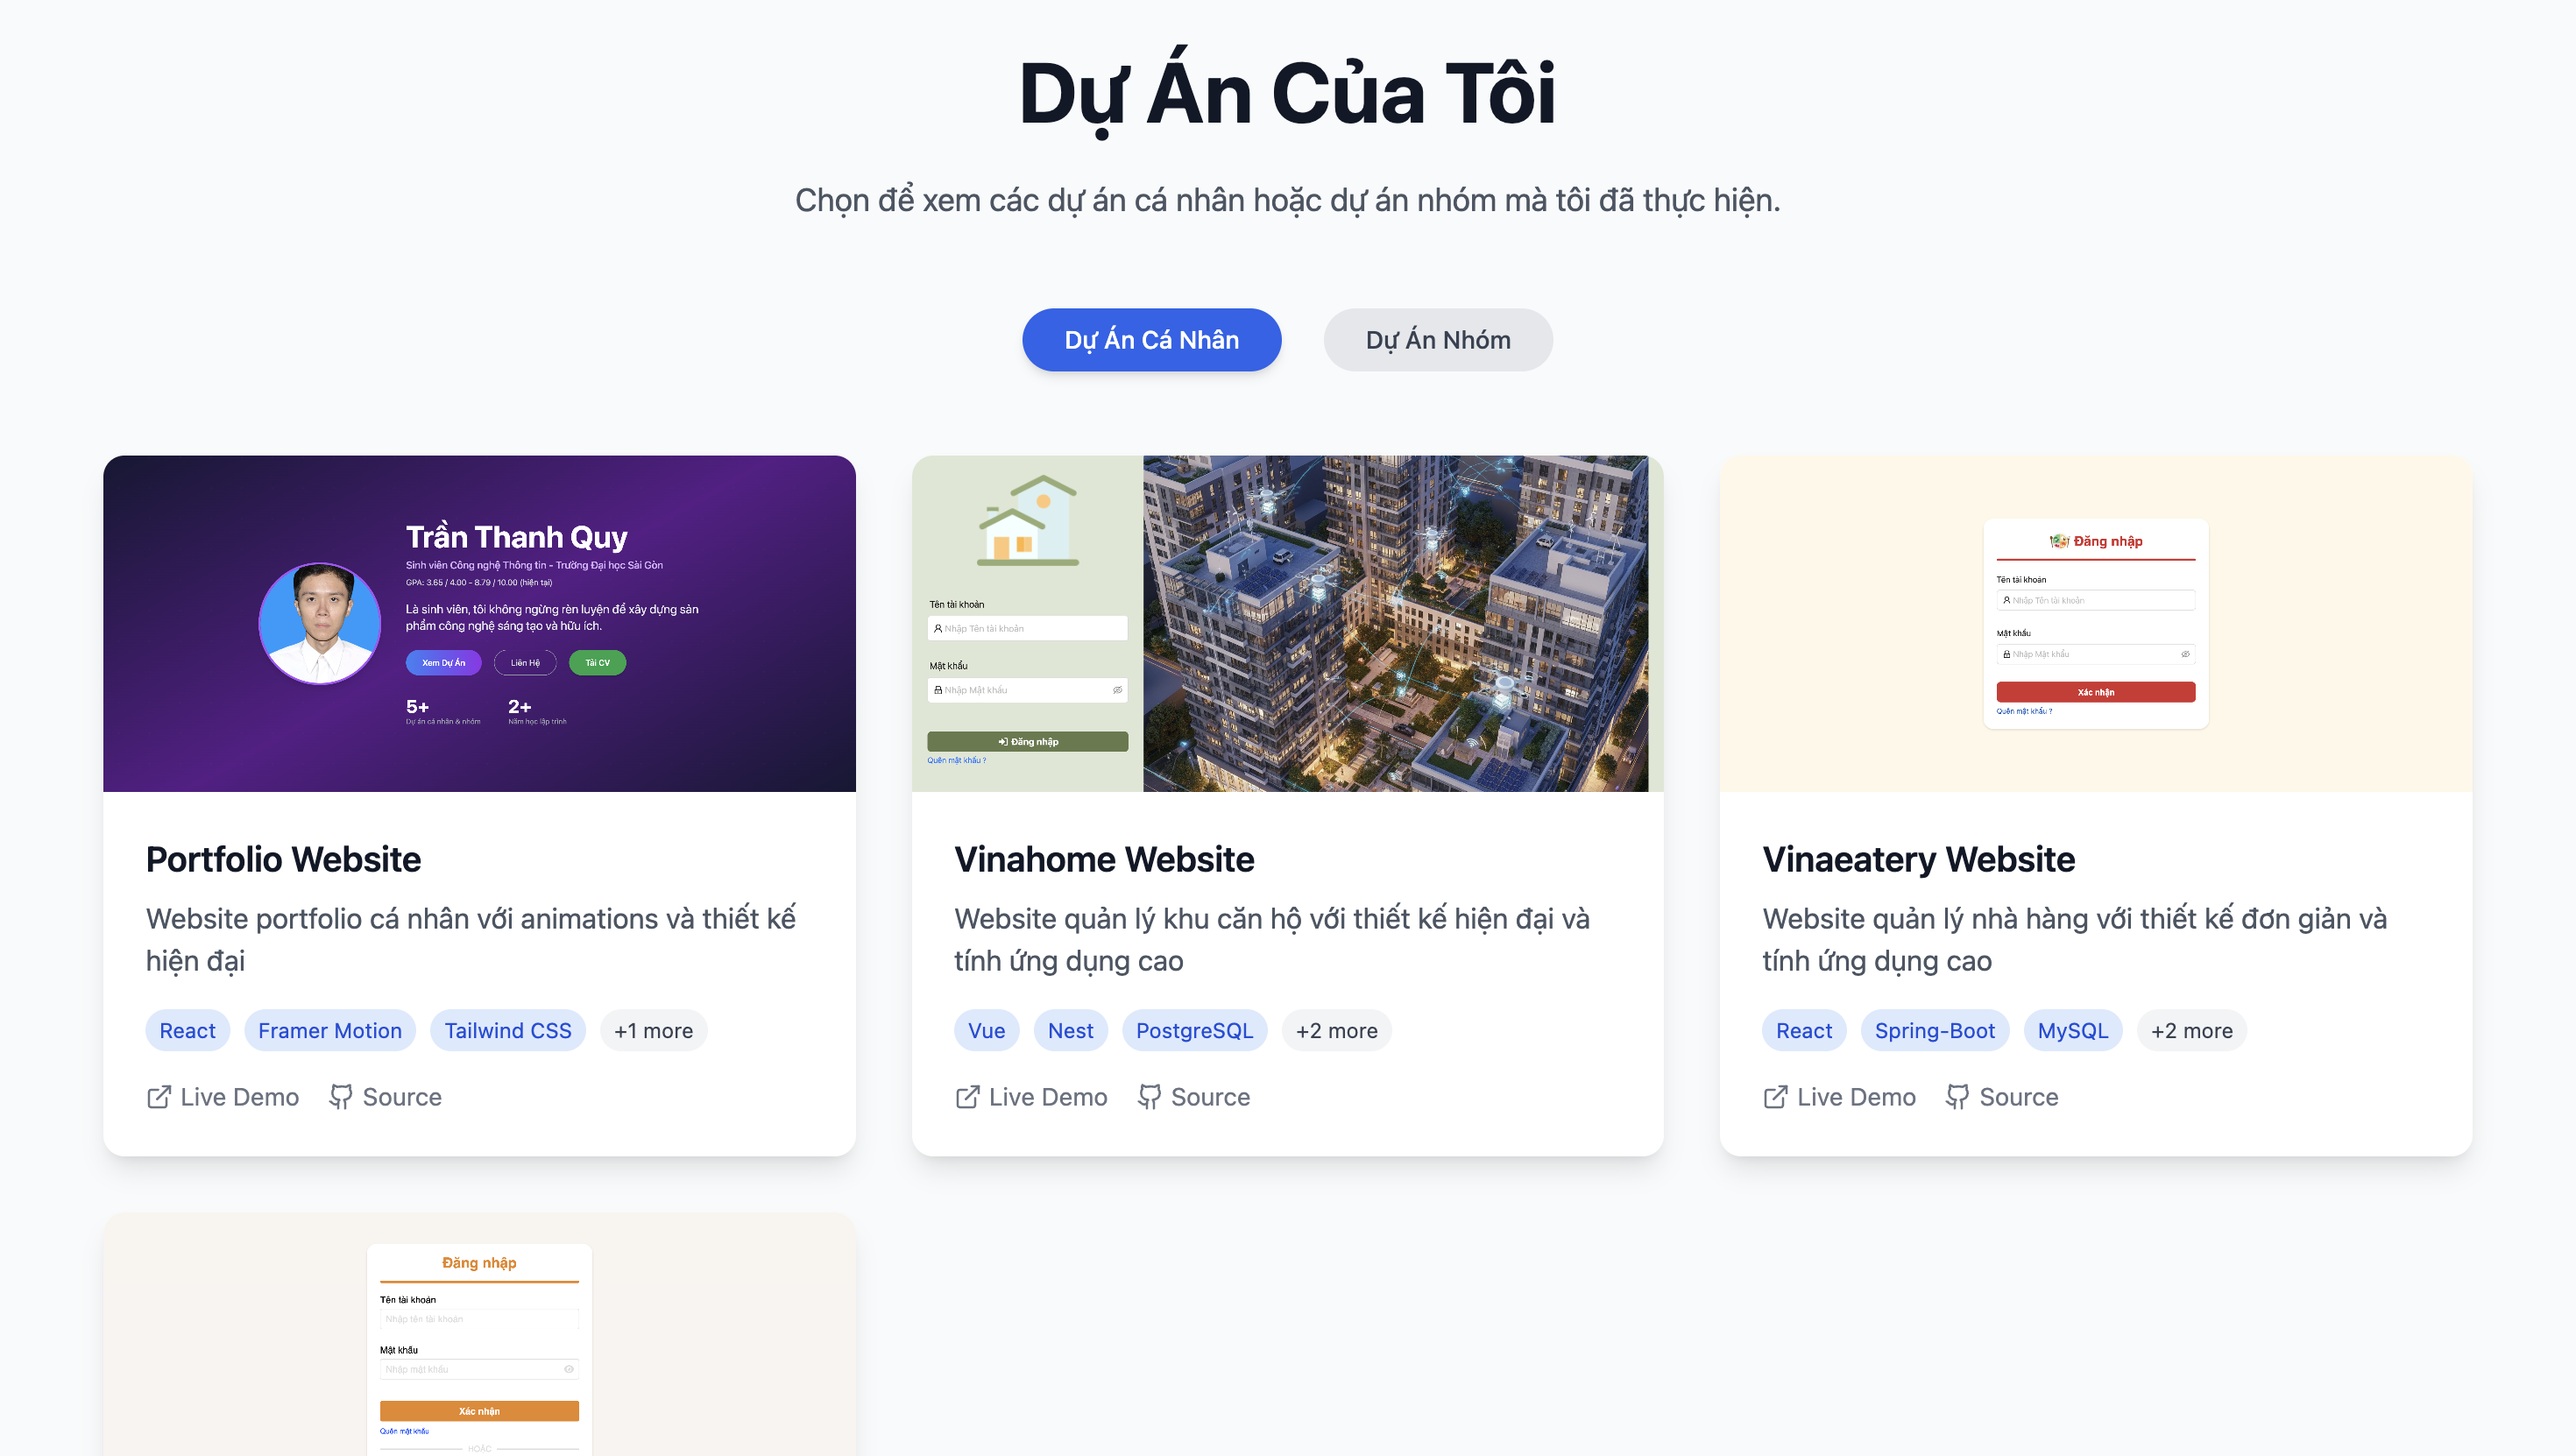 Dự Án Của Tôi
Chọn để xem các dự án cá nhân hoặc dự án nhóm mà tôi đã thực hiện.
Dự Án Cá Nhân
Dự Án Nhóm
Trần Thanh Quy
Sinh viên Công nghệ Thông tin - Trường Đại học Sài Gòn
GPA: 3.65 / 4.00 - 8.79 / 10.00 (hiện tại)
Là sinh viên, tôi không ngừng rèn luyện để xây dựng sản
phẩm công nghệ sáng tạo và hữu ích.
Xem Dự Án
Liên Hệ
Tải CV
5+
Dự án cá nhân & nhóm
2+
Năm học lập trình
Portfolio Website
Website portfolio cá nhân với animations và thiết kế
hiện đại
React
Framer Motion
Tailwind CSS
+1 more
Live Demo
Source
Tên tài khoản
Nhập Tên tài khoản
Mật khẩu
Nhập Mật khẩu
Đăng nhập
Quên mật khẩu ?
Vinahome Website
Website quản lý khu căn hộ với thiết kế hiện đại và
tính ứng dụng cao
Vue
Nest
PostgreSQL
+2 more
Live Demo
Source
Đăng nhập
Tên tài khoản
Nhập Tên tài khoản
Mật khẩu
Nhập Mật khẩu
Xác nhận
Quên mật khẩu ?
Vinaeatery Website
Website quản lý nhà hàng với thiết kế đơn giản và
tính ứng dụng cao
React
Spring-Boot
MySQL
+2 more
Live Demo
Source
Đăng nhập
Tên tài khoản
Nhập tên tài khoản
Mật khẩu
Nhập mật khẩu
Xác nhận
Quên mật khẩu
HOẶC